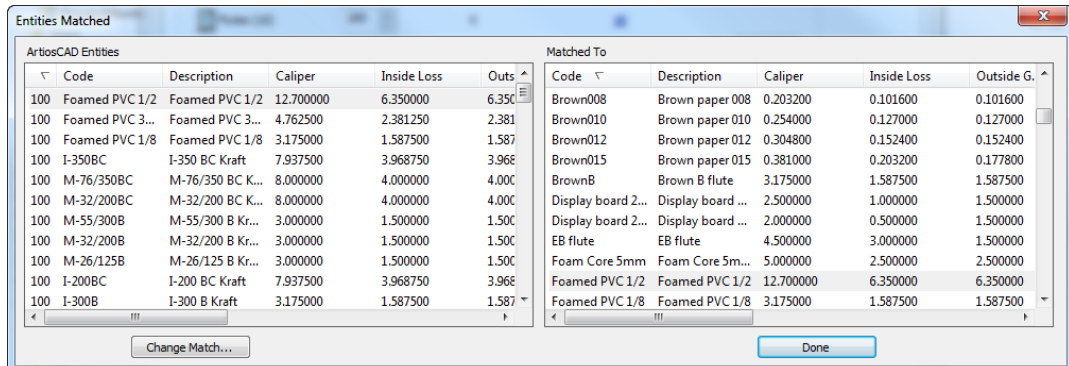 Entities Matched
ArtiosCAD Entities
Code Description Caliper Inside Loss Outs
100 Foamed PVC 1/2 Foamed PVC 1/2 12.700000 6.350000 6.350
100 Foamed PVC 3... Foamed PVC 3... 4.762500 2.381250 2.381
100 Foamed PVC 1/8 Foamed PVC 1/8 3.175000 1.587500 1.587
100 I-350BC I-350 BC Kraft 7.937500 3.968750 3.968
100 M-76/350BC M-76/350 BC K... 8.000000 4.000000 4.000
100 M-32/200BC M-32/200 BC K... 8.000000 4.000000 4.000
100 M-55/300B M-55/300 B Kr... 3.000000 1.500000 1.500
100 M-32/200B M-32/200 B Kr... 3.000000 1.500000 1.500
100 M-26/125B M-26/125 B Kr... 3.000000 1.500000 1.500
100 I-200BC I-200 BC Kraft 7.937500 3.968750 3.968
100 I-300B I-300 B Kraft 3.175000 1.587500 1.587
Change Match...
Matched To
Code Description Caliper Inside Loss Outside G.
Brown008 Brown paper 008 0.203200 0.101600 0.101600
Brown010 Brown paper 010 0.254000 0.127000 0.127000
Brown012 Brown paper 012 0.304800 0.152400 0.152400
Brown015 Brown paper 015 0.381000 0.203200 0.177800
BrownB Brown B flute 3.175000 1.587500 1.587500
Display board 2... Display board ... 2.500000 1.000000 1.500000
Display board 2... Display board ... 2.000000 0.500000 1.500000
EB flute EB flute 4.500000 3.000000 1.500000
Foam Core 5mm Foam Core 5m... 5.000000 2.500000 2.500000
Foamed PVC 1/2 Foamed PVC 1/2 12.700000 6.350000 6.350000
Foamed PVC 1/8 Foamed PVC 1/8 3.175000 1.587500 1.587500
Done